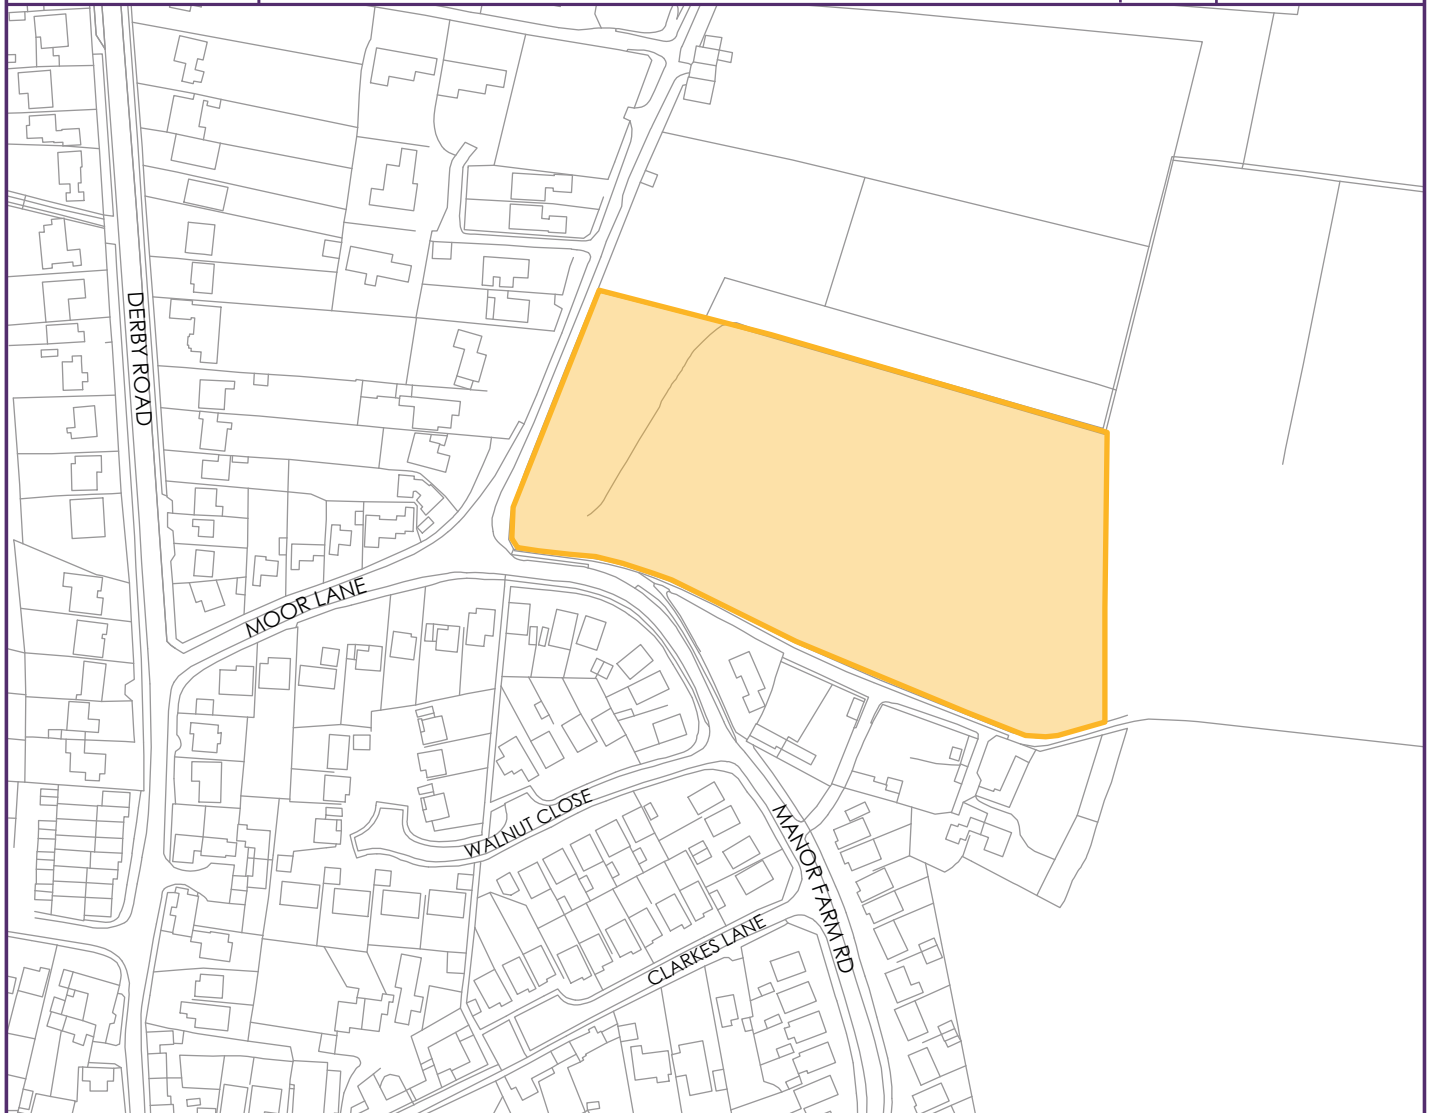 DERBY ROAD
MOOR LANE
WALNUT CLOSE
MANOR FARM RD
CLARKES LANE